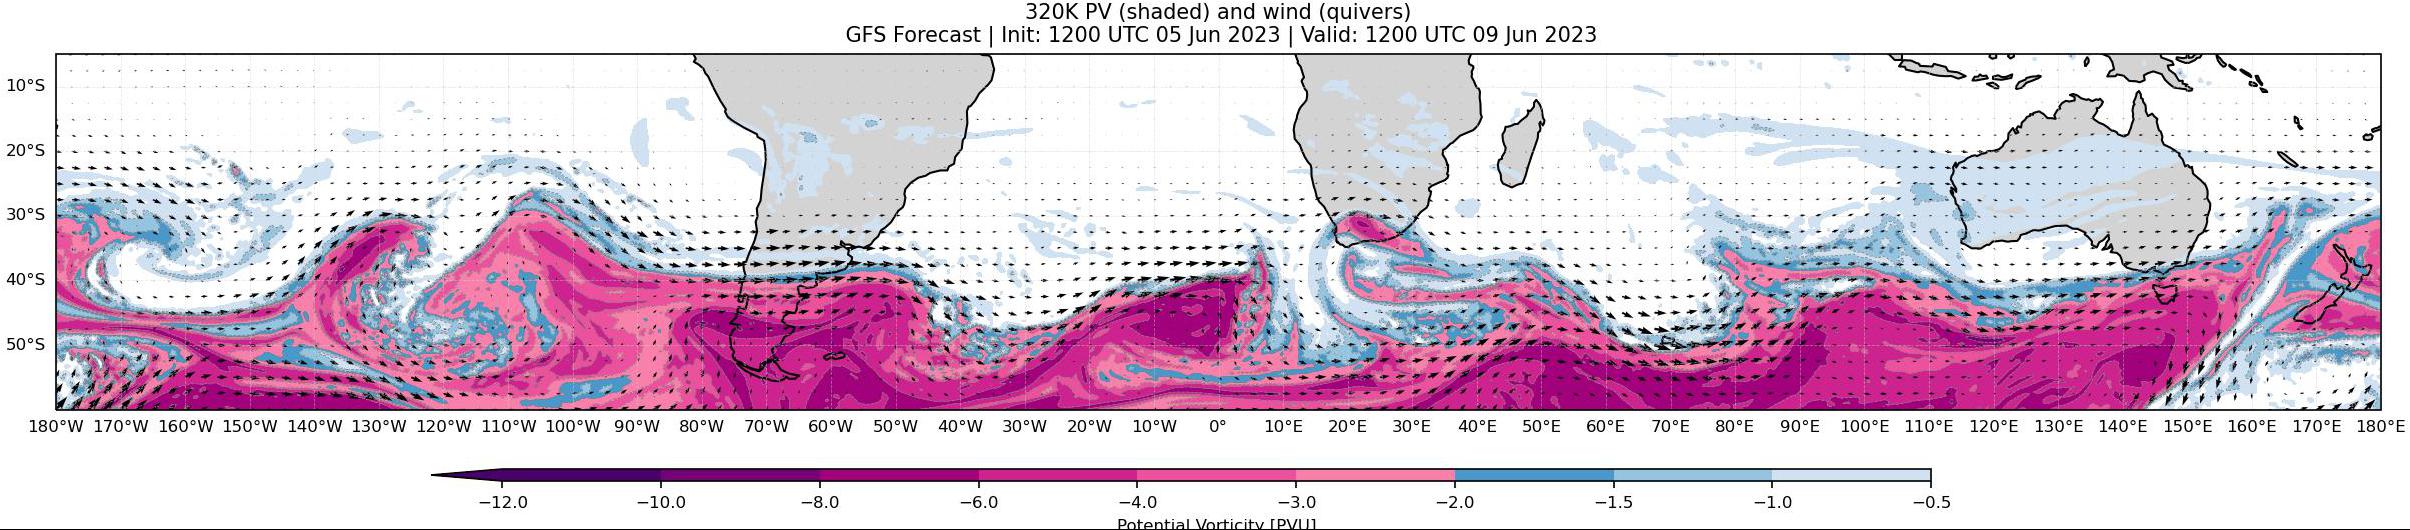 320K PV (shaded) and wind (quivers)
GFS Forecast | Init: 1200 UTC 05 Jun 2023 | Valid: 1200 UTC 09 Jun 2023
10°S
20°S
30°S
40°S
50°S
180°W 170°W 160°W 150°W 140°W 130°W 120°W 110°W 100°W 90°W 80°W 70°W 60°W 50°W 40°W 30°W 20°W 10°W 0° 10°E 20°E 30°E 40°E 50°E 60°E 70°E 80°E 90°E 100°E 110°E 120°E 130°E 140°E 150°E 160°E 170°E 180°E
−12.0 −10.0 −8.0 −6.0 −4.0 −3.0 −2.0 −1.5 −1.0 −0.5
Potential Vorticity [PVU]